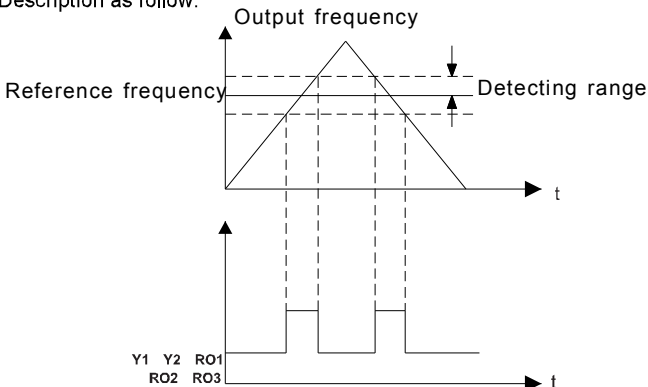 Description as follow:
Output frequency
Reference frequency
Detecting range
t
Y1 Y2 RO1
RO2 RO3
t